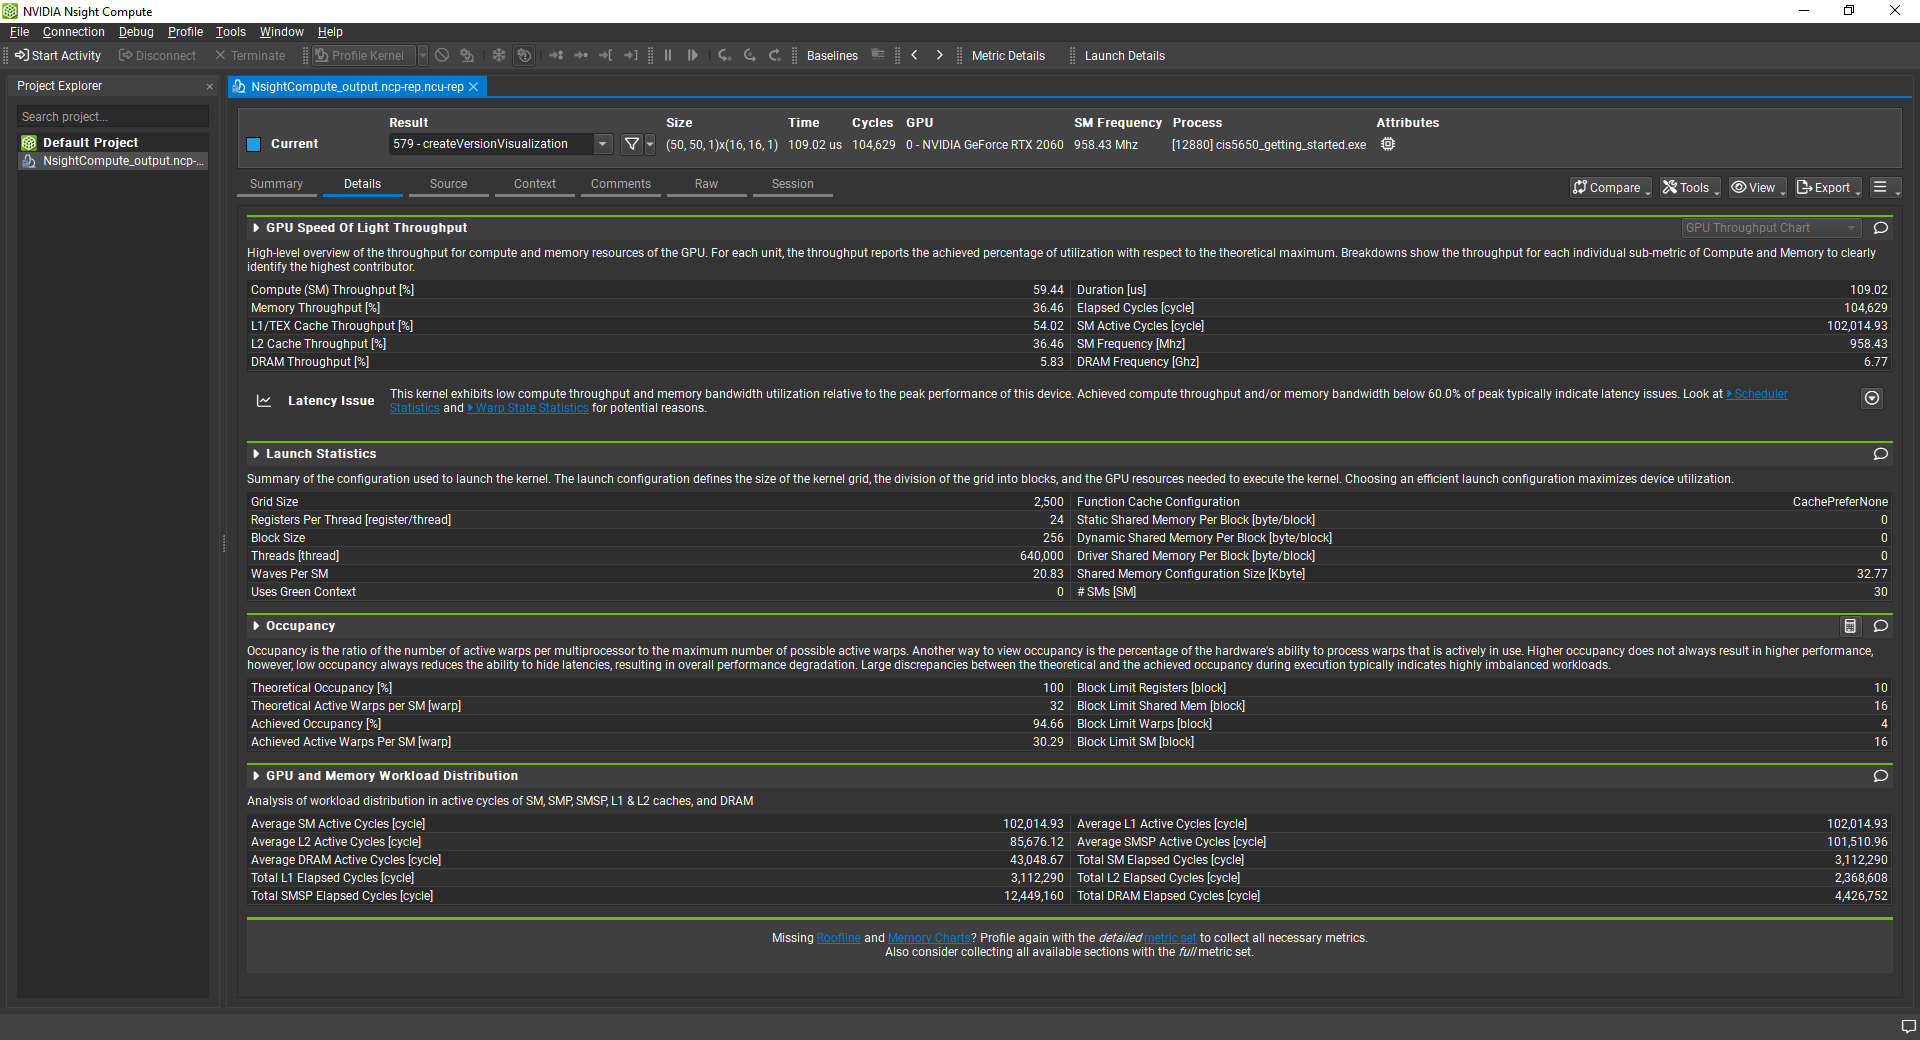 NVIDIA Nsight Compute
File Connection Debug Profile Tools Window Help
Start Activity Disconnect Terminate Profile Kernel Baselines Metric Details Launch Details
Project Explorer
NsightCompute_output.ncp-rep.ncu-rep
Search project...
Default Project
NsightCompute_output.ncp-...
Result Size Time Cycles GPU SM Frequency Process Attributes
Current 579 - createVersionVisualization (50, 50, 1)x(16, 16, 1) 109.02 us 104,629 0 - NVIDIA GeForce RTX 2060 958.43 Mhz [12880] cis5650_getting_started.exe
Summary Details Source Context Comments Raw Session
Compare Tools View Export
GPU Speed Of Light Throughput
GPU Throughput Chart
High-level overview of the throughput for compute and memory resources of the GPU. For each unit, the throughput reports the achieved percentage of utilization with respect to the theoretical maximum. Breakdowns show the throughput for each individual sub-metric of Compute and Memory to clearly
identify the highest contributor.
Compute (SM) Throughput [%] 59.44 Duration [us] 109.02
Memory Throughput [%] 36.46 Elapsed Cycles [cycle] 104,629
L1/TEX Cache Throughput [%] 54.02 SM Active Cycles [cycle] 102,014.93
L2 Cache Throughput [%] 36.46 SM Frequency [Mhz] 958.43
DRAM Throughput [%] 5.83 DRAM Frequency [Ghz] 6.77
Latency Issue
This kernel exhibits low compute throughput and memory bandwidth utilization relative to the peak performance of this device. Achieved compute throughput and/or memory bandwidth below 60.0% of peak typically indicate latency issues. Look at Scheduler
Statistics and Warp State Statistics for potential reasons.
Launch Statistics
Summary of the configuration used to launch the kernel. The launch configuration defines the size of the kernel grid, the division of the grid into blocks, and the GPU resources needed to execute the kernel. Choosing an efficient launch configuration maximizes device utilization.
Grid Size 2,500 Function Cache Configuration CachePreferNone
Registers Per Thread [register/thread] 24 Static Shared Memory Per Block [byte/block] 0
Block Size 256 Dynamic Shared Memory Per Block [byte/block] 0
Threads [thread] 640,000 Driver Shared Memory Per Block [byte/block] 0
Waves Per SM 20.83 Shared Memory Configuration Size [Kbyte] 32.77
Uses Green Context 0 # SMs [SM] 30
Occupancy
Occupancy is the ratio of the number of active warps per multiprocessor to the maximum number of possible active warps. Another way to view occupancy is the percentage of the hardware's ability to process warps that is actively in use. Higher occupancy does not always result in higher performance,
however, low occupancy always reduces the ability to hide latencies, resulting in overall performance degradation. Large discrepancies between the theoretical and the achieved occupancy during execution typically indicates highly imbalanced workloads.
Theoretical Occupancy [%] 100 Block Limit Registers [block] 10
Theoretical Active Warps per SM [warp] 32 Block Limit Shared Mem [block] 16
Achieved Occupancy [%] 94.66 Block Limit Warps [block] 4
Achieved Active Warps Per SM [warp] 30.29 Block Limit SM [block] 16
GPU and Memory Workload Distribution
Analysis of workload distribution in active cycles of SM, SMP, SMSP, L1 & L2 caches, and DRAM
Average SM Active Cycles [cycle] 102,014.93 Average L1 Active Cycles [cycle] 102,014.93
Average L2 Active Cycles [cycle] 85,676.12 Average SMSP Active Cycles [cycle] 101,510.96
Average DRAM Active Cycles [cycle] 43,048.67 Total SM Elapsed Cycles [cycle] 3,112,290
Total L1 Elapsed Cycles [cycle] 3,112,290 Total L2 Elapsed Cycles [cycle] 2,368,608
Total SMSP Elapsed Cycles [cycle] 12,449,160 Total DRAM Elapsed Cycles [cycle] 4,426,752
Missing Roofline and Memory Charts? Profile again with the detailed metric set to collect all necessary metrics.
Also consider collecting all available sections with the full metric set.